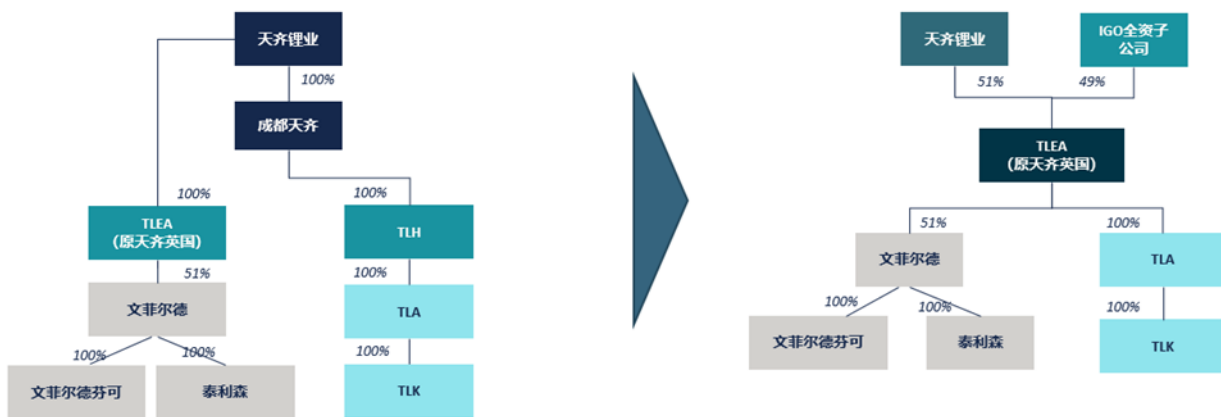 天齐锂业
100%
成都天齐
100%
100%
TLEA
(原天齐英国)
TLH
51%
100%
文菲尔德
TLA
100%
100%
100%
文菲尔德芬可
泰利森
TLK
天齐锂业
IGO全资子
公司
51%
49%
TLEA
(原天齐英国)
51%
100%
文菲尔德
TLA
100%
100%
100%
文菲尔德芬可
泰利森
TLK